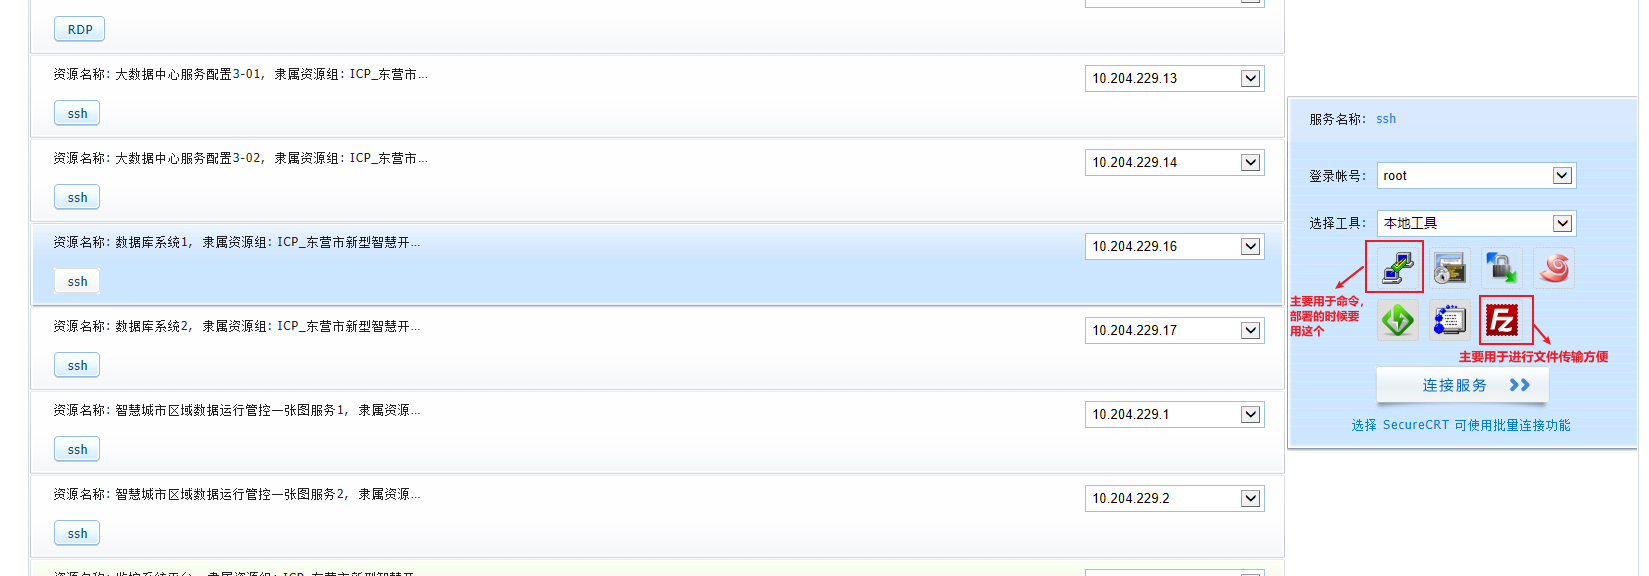 RDP
资源名称: 大数据中心服务配置3-01, 隶属资源组: ICP_东营市...
10.204.229.13
ssh
资源名称: 大数据中心服务配置3-02, 隶属资源组: ICP_东营市...
10.204.229.14
ssh
资源名称: 数据库系统1, 隶属资源组: ICP_东营市新型智慧开...
10.204.229.16
ssh
资源名称: 数据库系统2, 隶属资源组: ICP_东营市新型智慧开...
10.204.229.17
ssh
资源名称: 智慧城市区域数据运行管控一张图服务1, 隶属资源...
10.204.229.1
ssh
资源名称: 智慧城市区域数据运行管控一张图服务2, 隶属资源...
10.204.229.2
ssh
服务名称: ssh
登录帐号: root
选择工具: 本地工具
主要用于命令,
部署的时候要
用这个
FZ
主要用于进行文件传输方便
连接服务
选择 SecureCRT 可使用批量连接功能